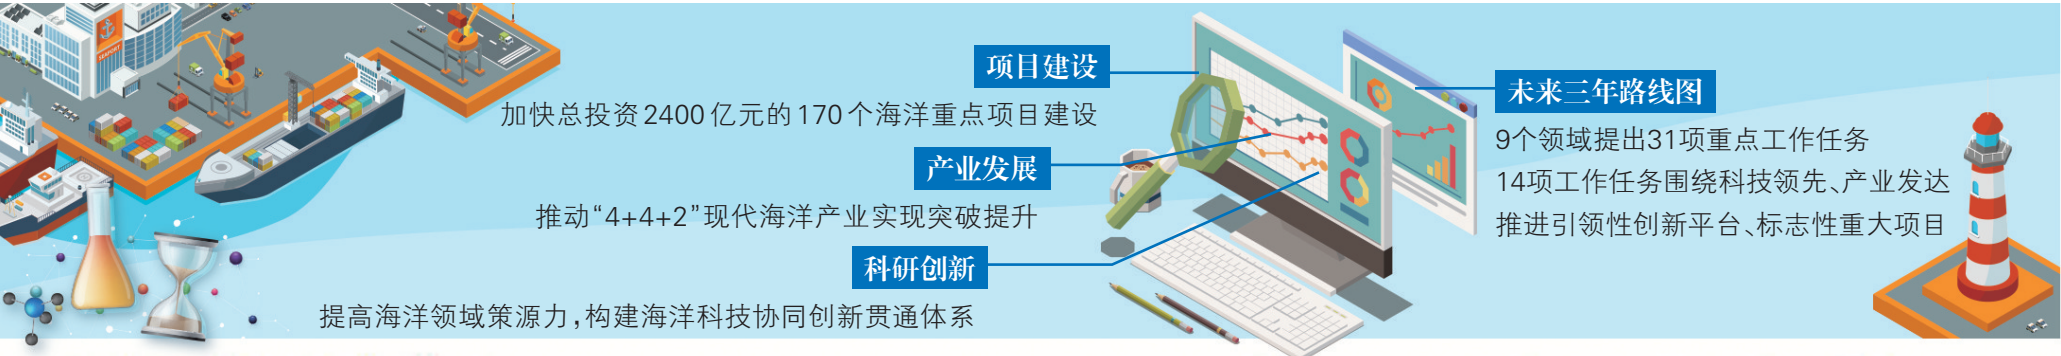 SEAPORT
项目建设
加快总投资2400亿元的170个海洋重点项目建设
产业发展
推动“4+4+2”现代海洋产业实现突破提升
科研创新
提高海洋领域策源力,构建海洋科技协同创新贯通体系
未来三年路线图
9个领域提出31项重点工作任务
14项工作任务围绕科技领先、产业发达
推进引领性创新平台、标志性重大项目